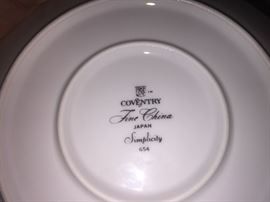 COVENTRY
Fine China
JAPAN
Simplicity
654